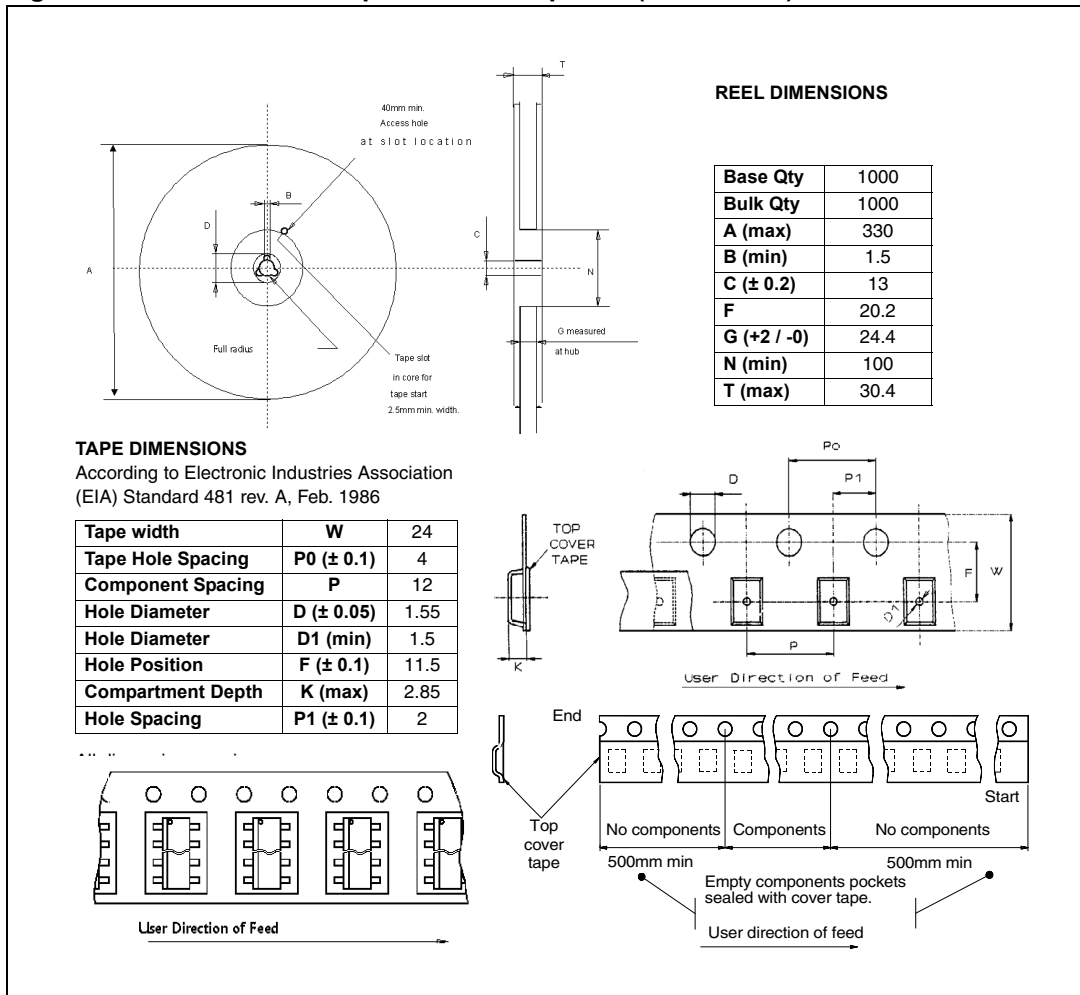 T
40mm min.
Access hole
at slot location
B
D
C
A
N
G measured
at hub
Full radius
Tape slot
in core for
tape start
2.5mm min. width.
REEL DIMENSIONS
Base Qty 1000
Bulk Qty 1000
A (max) 330
B (min) 1.5
C (± 0.2) 13
F 20.2
G (+2 / -0) 24.4
N (min) 100
T (max) 30.4
TAPE DIMENSIONS
According to Electronic Industries Association
(EIA) Standard 481 rev. A, Feb. 1986
Tape width W 24
Tape Hole Spacing P0 (± 0.1) 4
Component Spacing P 12
Hole Diameter D (± 0.05) 1.55
Hole Diameter D1 (min) 1.5
Hole Position F (± 0.1) 11.5
Compartment Depth K (max) 2.85
Hole Spacing P1 (± 0.1) 2
TOP
COVER
TAPE
K
Po
D
P1
F
W
D1
P
User Direction of Feed
End
Start
Top
cover
tape
No components
Components
No components
500mm min
500mm min
Empty components pockets
sealed with cover tape.
User direction of feed
User Direction of Feed